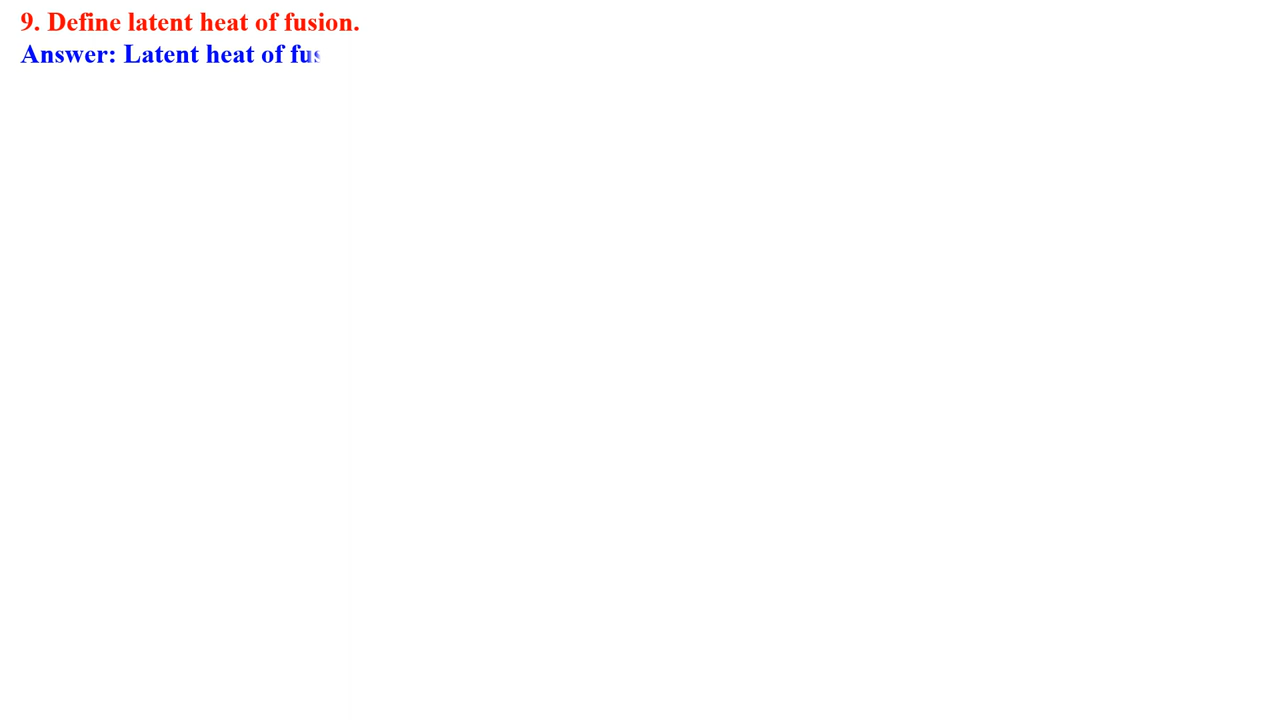 9. Define latent heat of fusion.
Answer: Latent heat of